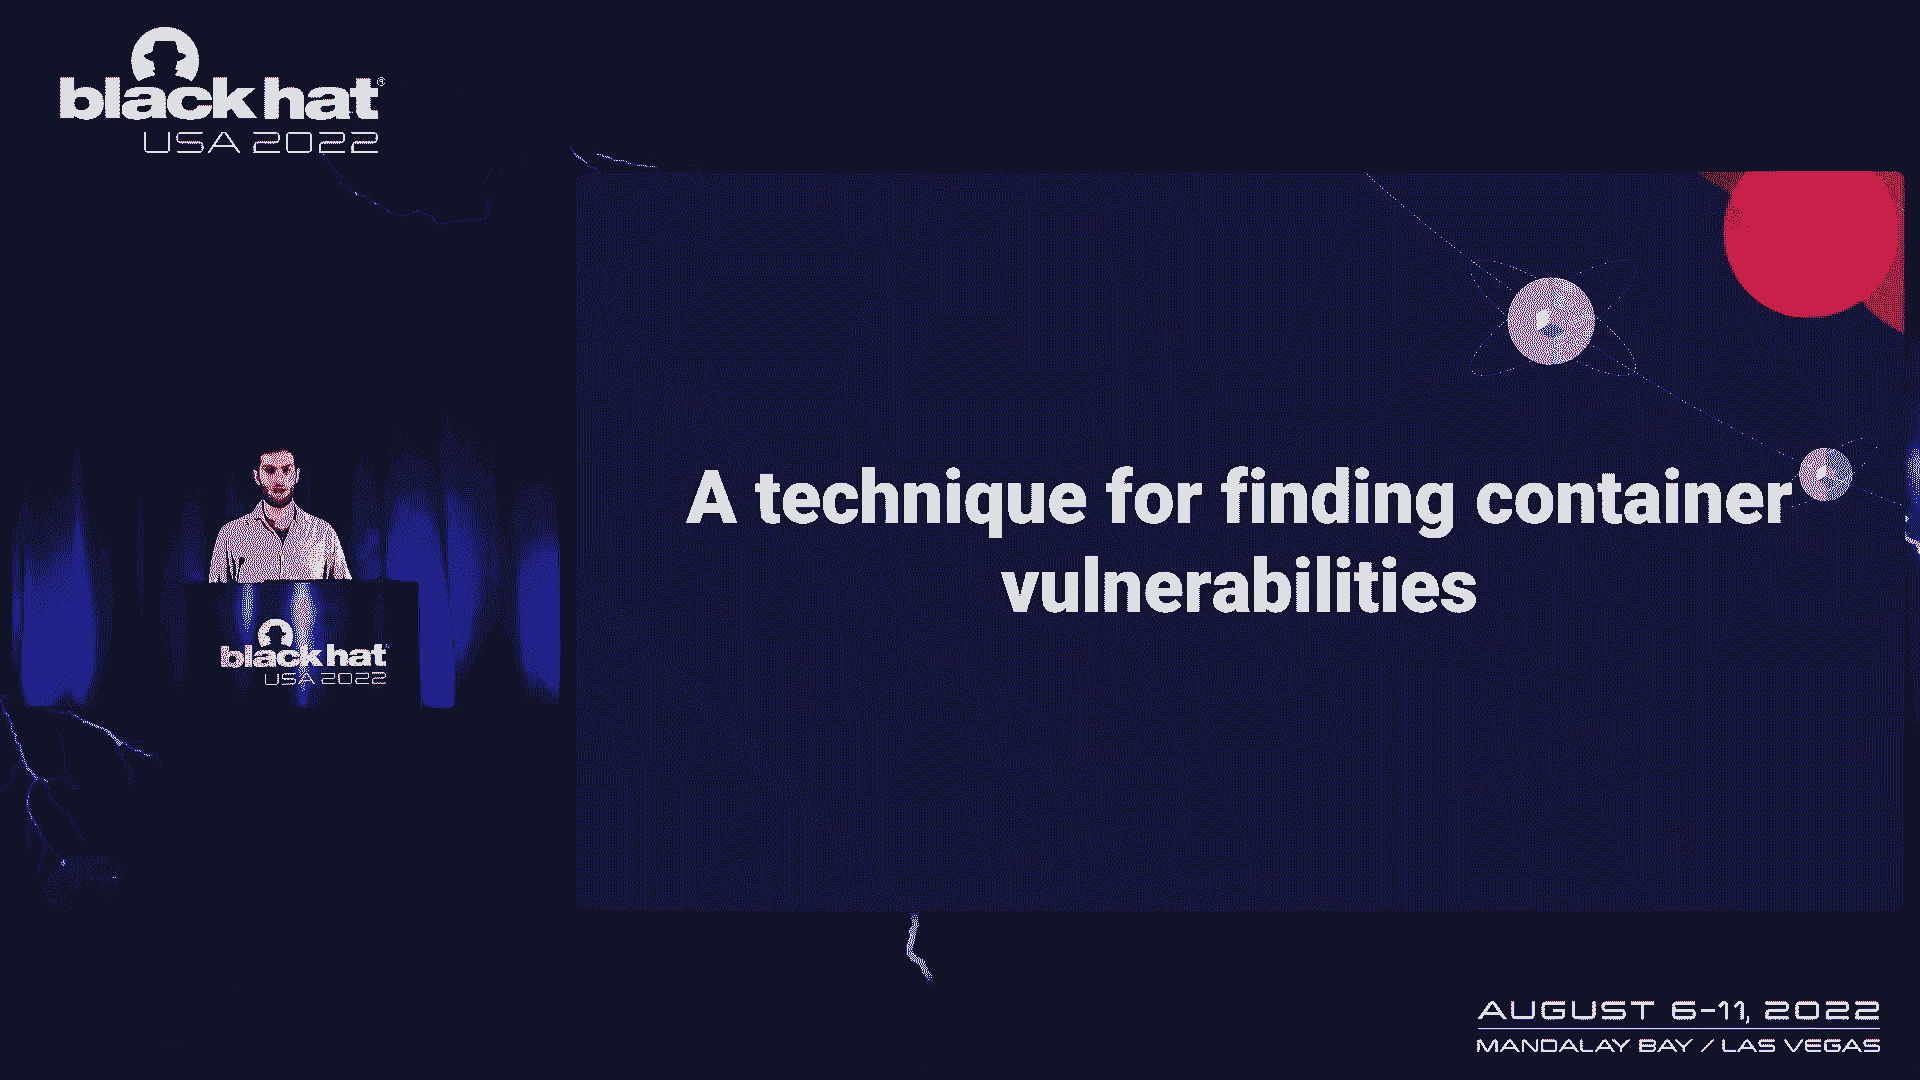 black hat®
USA 2022
A technique for finding container
vulnerabilities
black hat
USA 2022
AUGUST 6-11, 2022
MANDALAY BAY / LAS VEGAS